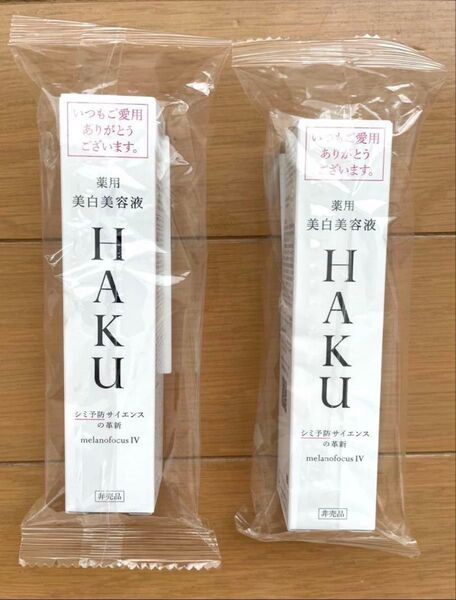 いつもご愛用
ありがとう
ございます。
薬用
美白美容液
HAKU
シミ予防サイエンス
の革新
melanofocus IV
非売品
いつもご愛用
ありがとう
ございます。
薬用
美白美容液
HAKU
シミ予防サイエンス
の革新
melanofocus IV
非売品